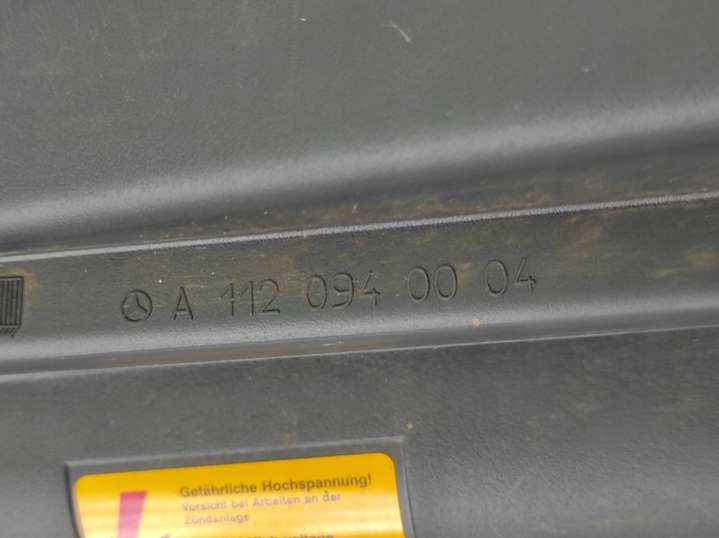 A 112 094 00 04
Gefährliche Hochspannung!
Vorsicht bei Arbeiten an der
Zündanlage